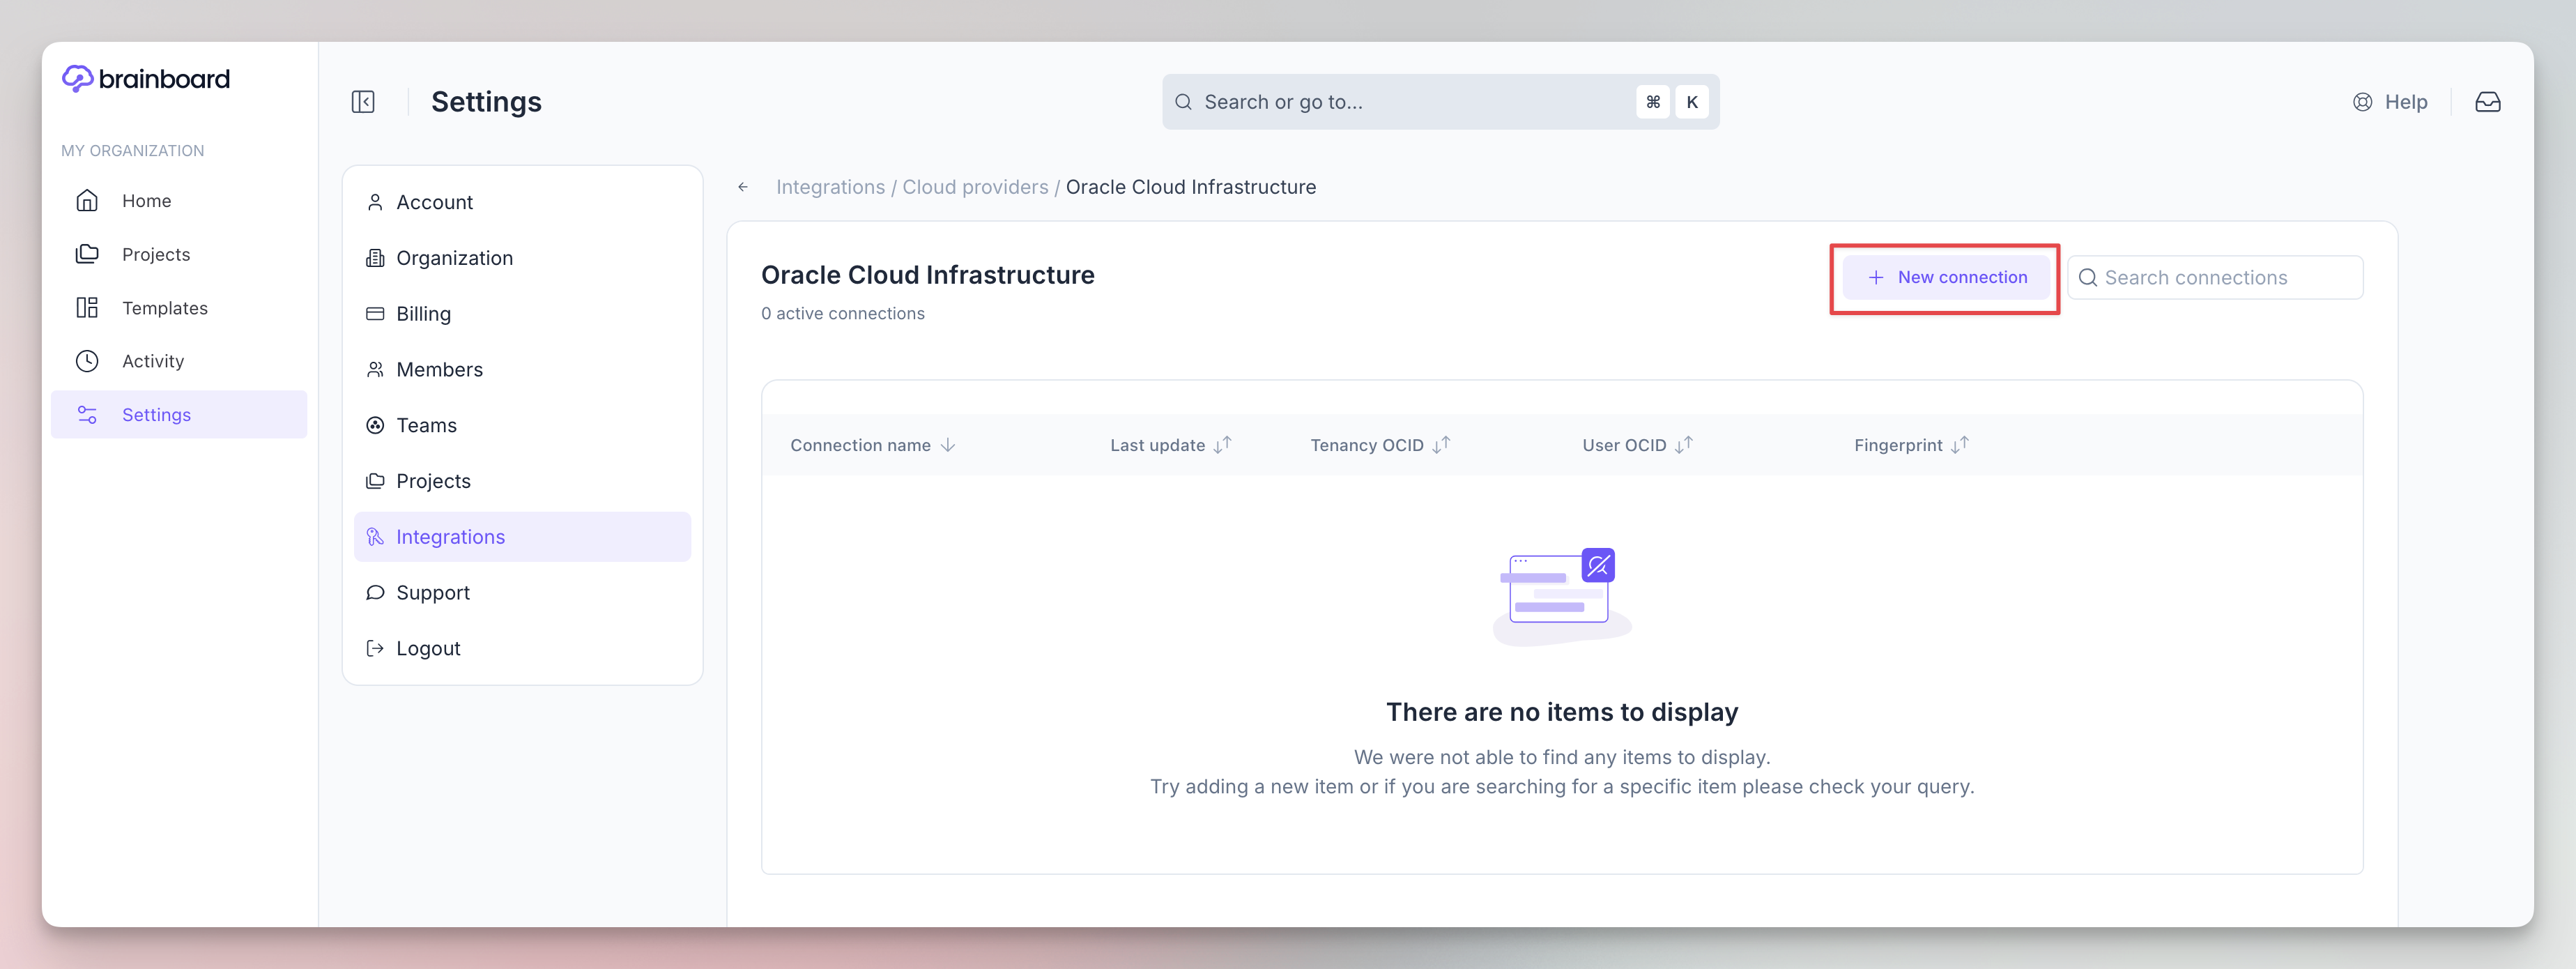 brainboard
Settings
Search or go to...
⌘ K
Help
MY ORGANIZATION
Home
Projects
Templates
Activity
Settings
Account
Organization
Billing
Members
Teams
Projects
Integrations
Support
Logout
Integrations / Cloud providers / Oracle Cloud Infrastructure
Oracle Cloud Infrastructure
0 active connections
New connection
Search connections
Connection name Last update Tenancy OCID User OCID Fingerprint
There are no items to display
We were not able to find any items to display.
Try adding a new item or if you are searching for a specific item please check your query.